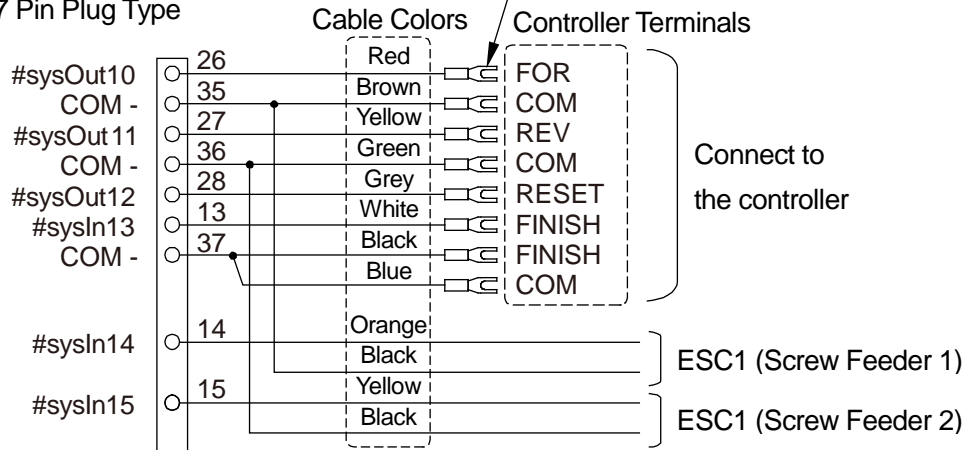 7 Pin Plug Type
Cable Colors Controller Terminals
#sysOut10 26 Red FOR
COM - 35 Brown COM
#sysOut11 27 Yellow REV
COM - 36 Green COM
#sysOut12 28 Grey RESET
#sysIn13 13 White FINISH
COM - 37 Black FINISH
Blue COM
Connect to
the controller
#sysIn14 14 Orange
Black
ESC1 (Screw Feeder 1)
#sysIn15 15 Yellow
Black
ESC1 (Screw Feeder 2)